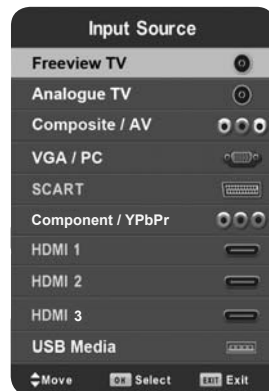 Input Source
Freeview TV
Analogue TV
Composite / AV
VGA / PC
SCART
Component / YPbPr
HDMI 1
HDMI 2
HDMI 3
USB Media
Move OK Select EXIT Exit